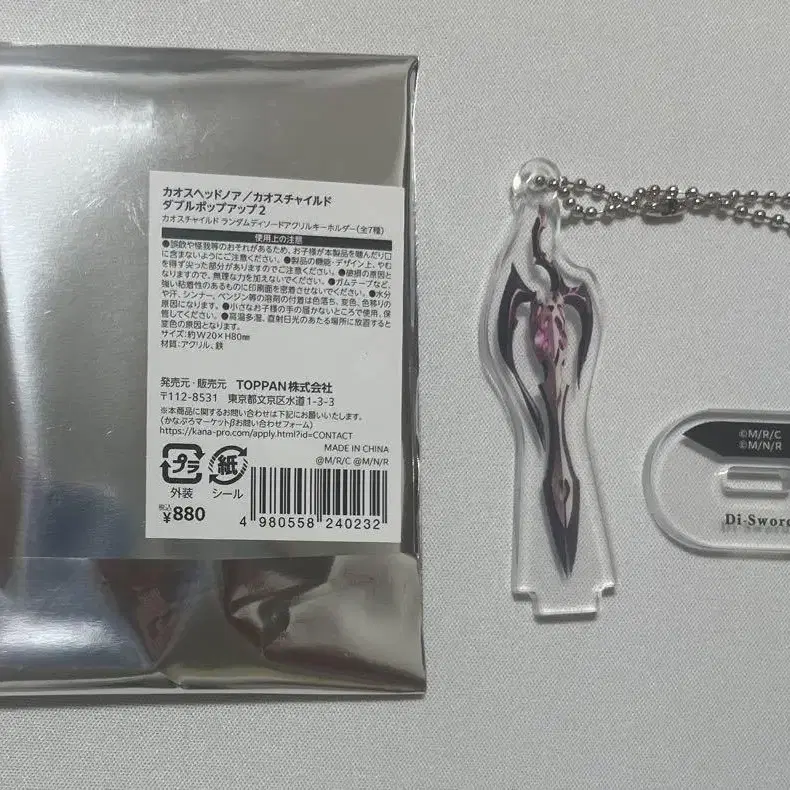 カオスヘッドノア／カオスチャイルド
ダブルポップアップ2
カオスチャイルド ランダムディソードアクリルキーホルダー(全7種)
使用上の注意
●誤飲や怪我等のおそれがあるため、お子様が本製品を噛んだり口
に含まないようにご注意ください。●製品の機能・デザイン上、やむ
を得ず尖った部分がありますのでご注意ください。●破損の原因と
なりますので、無理な力を加えないでください。●ガムテープなど、
強い粘着性のあるものに印刷面を密着させないでください。●水分
や汗、シンナー、ベンジン等の溶剤の付着は色落ち、変色、色移りの
原因になります。●小さなお子様の手の届かないところで使用、保
管してください。●高温多湿、直射日光のあたる場所に放置すると
変色の原因となります。
サイズ:約W20×H80㎜
材質:アクリル、鉄
発売元・販売元 TOPPAN株式会社
〒112-8531 東京都文京区水道1-3-3
※本商品に関するお問い合わせは下記にお願いいたします。
(かなぷろマーケットβお問い合わせフォーム)
https://kana-pro.com/apply.html?id=CONTACT
MADE IN CHINA
@M/R/C @M/N/R
プラ 紙
外装 シール
税込¥880
4 980558 240232
©M/R/C
©M/N/R
Di-Sword